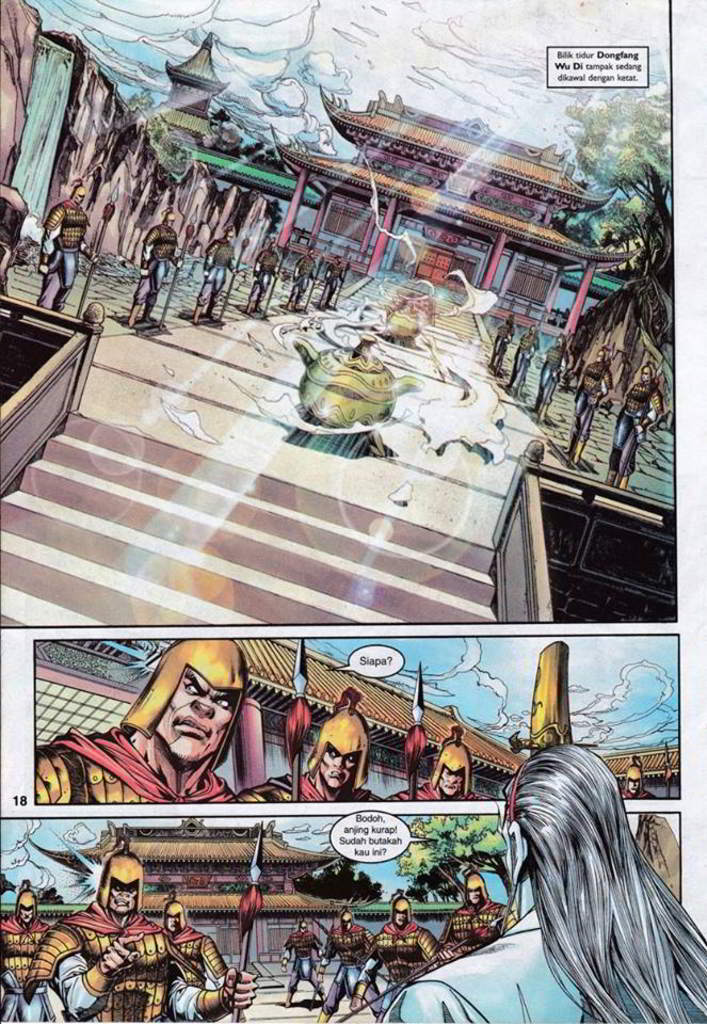 Bilik tidur Dongfang
Wu Di tampak sedang
dikawal dengan ketat.
Siapa?
18
Bodoh,
anjing kurap!
Sudah butakah
kau ini?